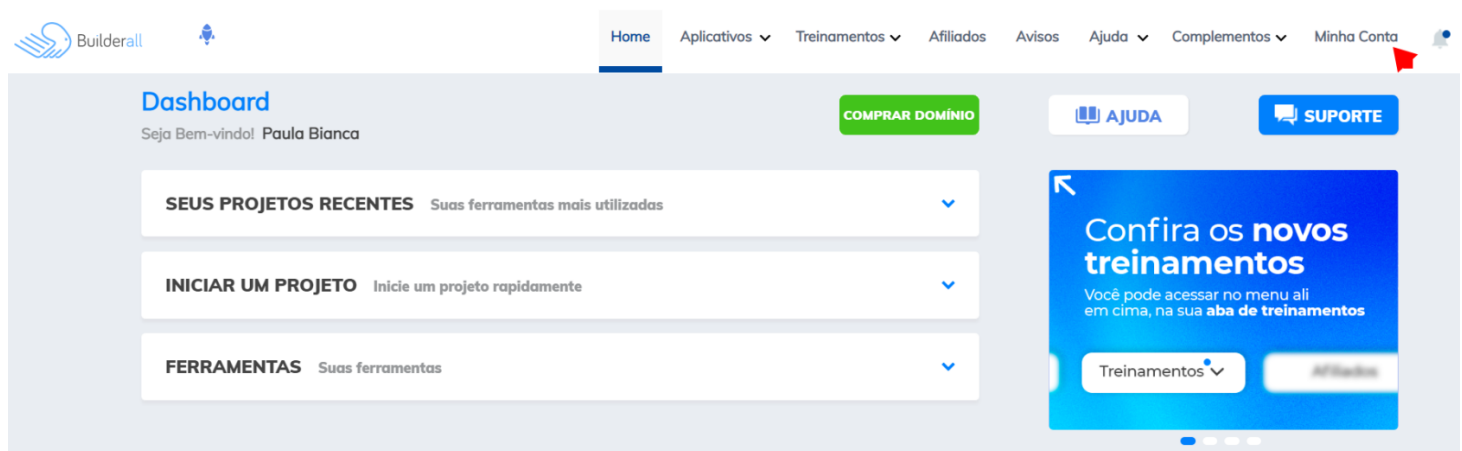 Builderall
Home Aplicativos Treinamentos Afiliados Avisos Ajuda Complementos Minha Conta
Dashboard
Seja Bem-vindo! Paula Bianca
COMPRAR DOMÍNIO
AJUDA
SUPORTE
SEUS PROJETOS RECENTES Suas ferramentas mais utilizadas
INICIAR UM PROJETO Inicie um projeto rapidamente
FERRAMENTAS Suas ferramentas
Confira os novos
treinamentos
Você pode acessar no menu ali
em cima, na sua aba de treinamentos
Treinamentos
Afiliados